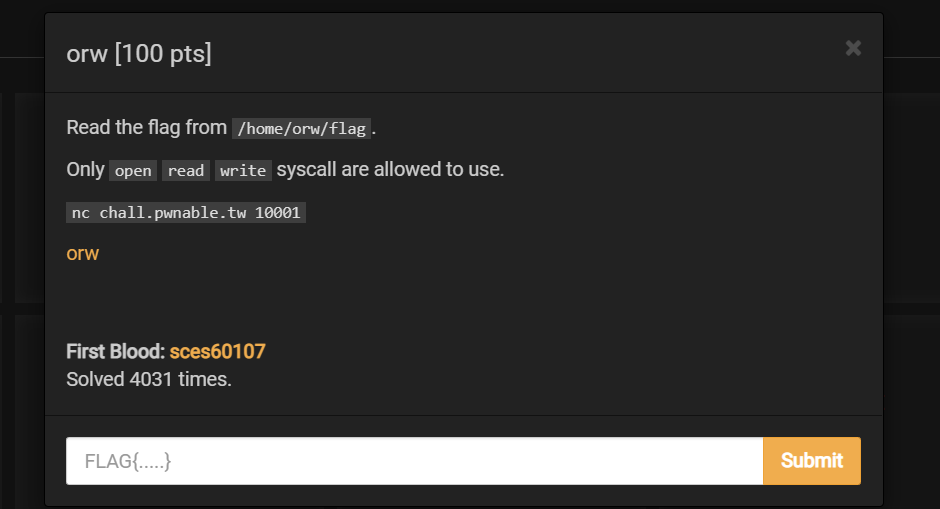 orw [100 pts]
×
Read the flag from /home/orw/flag.
Only open read write syscall are allowed to use.
nc chall.pwnable.tw 10001
orw
First Blood: sces60107
Solved 4031 times.
FLAG{.....}
Submit